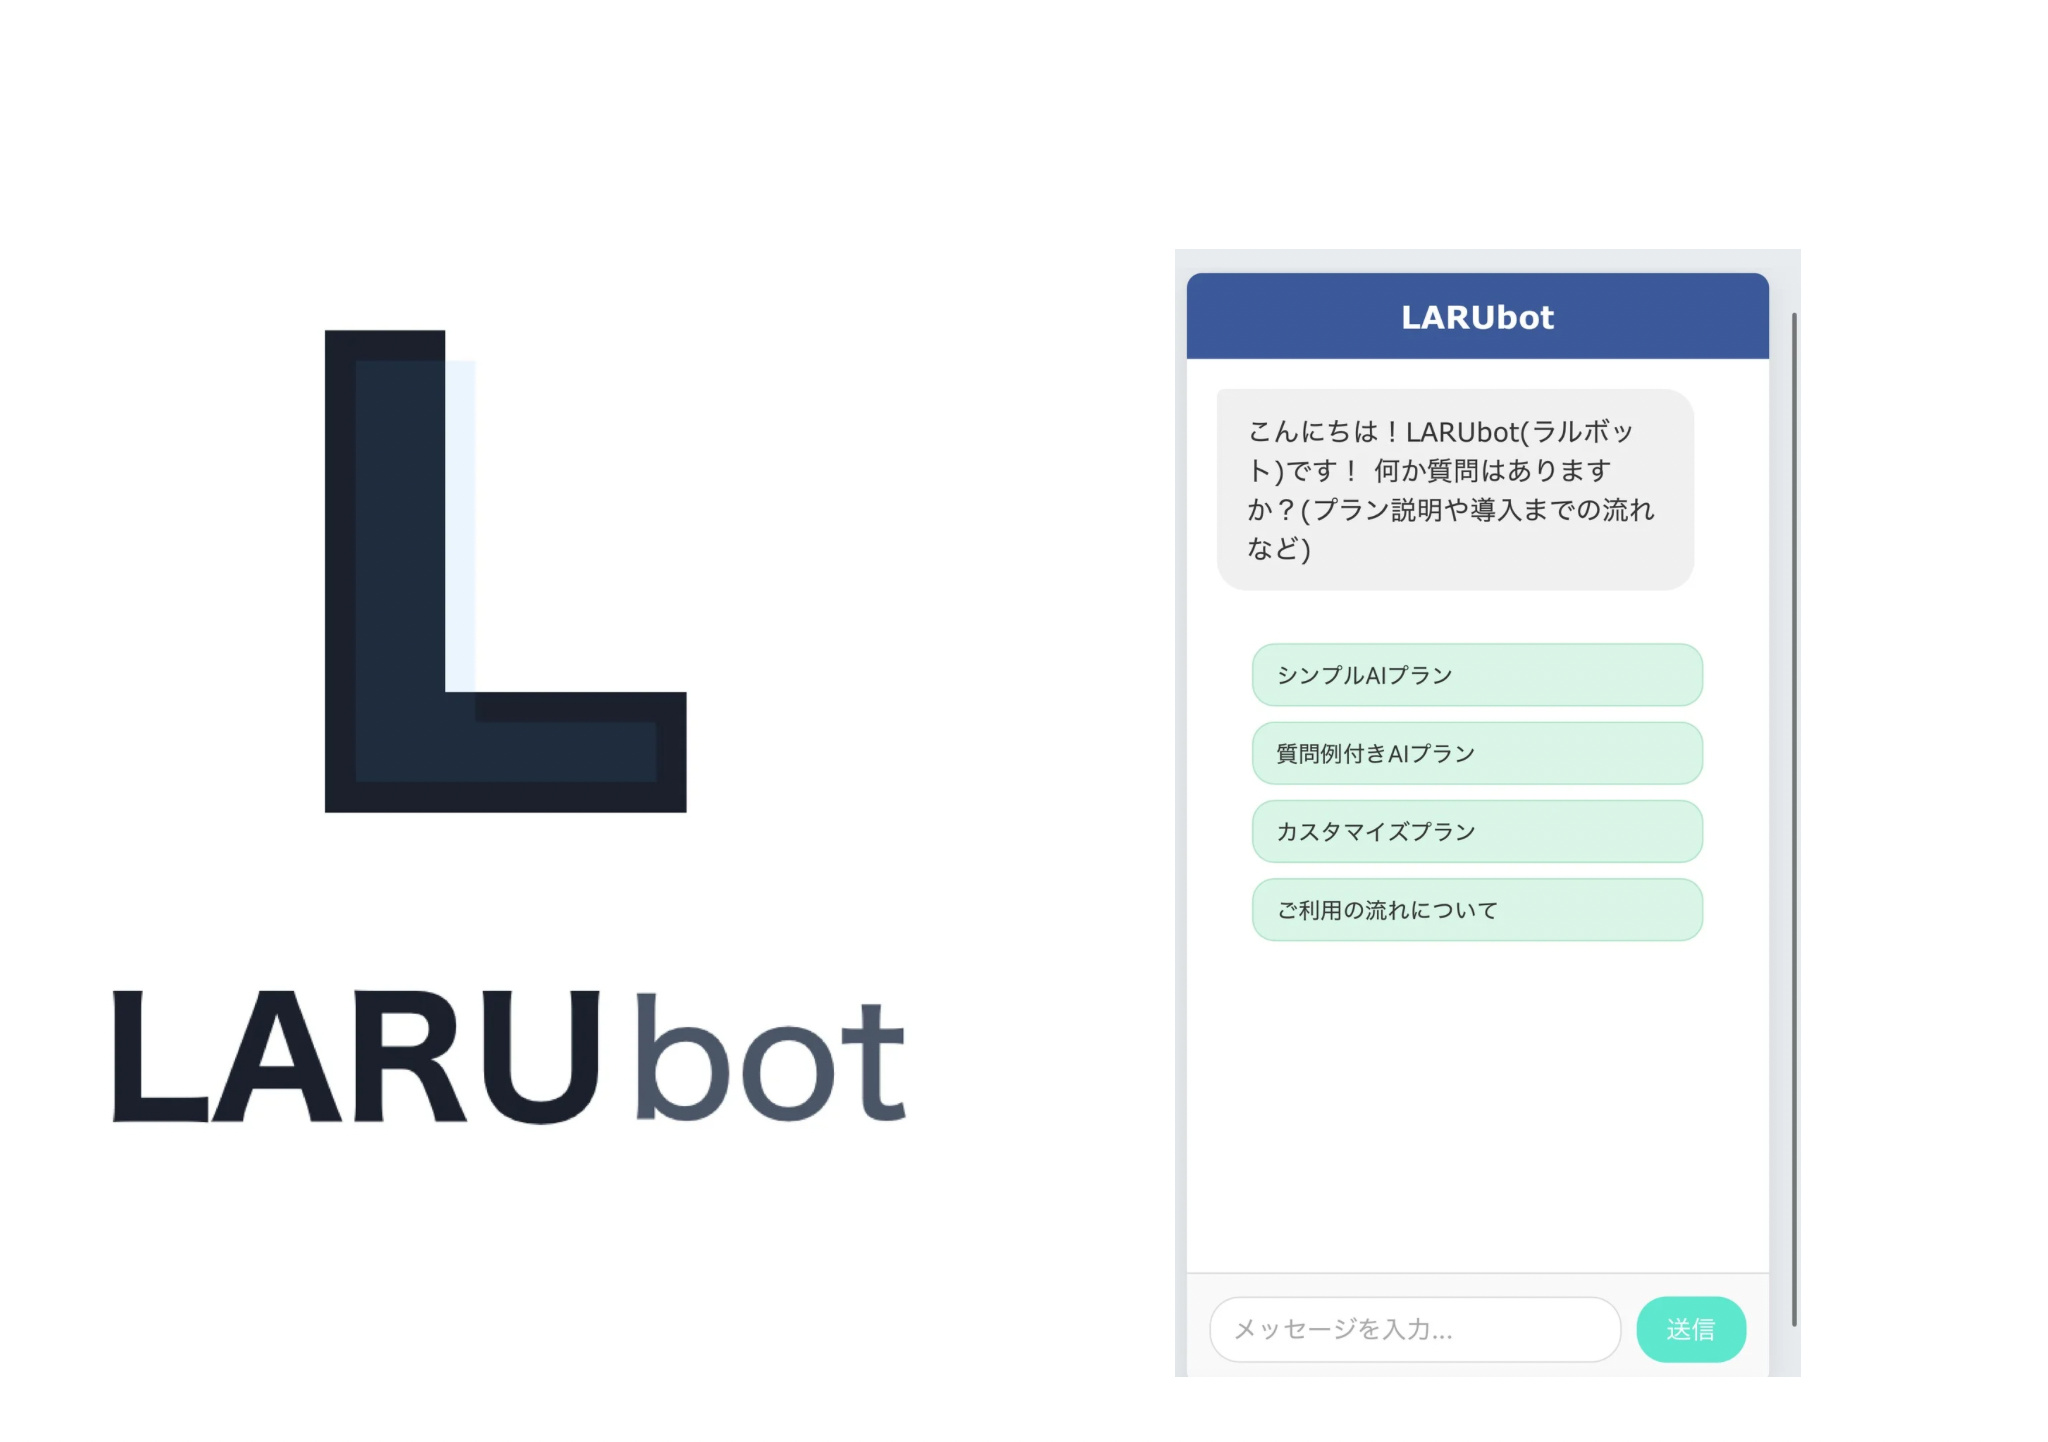 L
LARUbot
LARUbot
こんにちは！LARUbot(ラルボッ
ト)です！ 何か質問はあります
か？(プラン説明や導入までの流れ
など)
シンプルAIプラン
質問例付きAIプラン
カスタマイズプラン
ご利用の流れについて
メッセージを入力...
送信